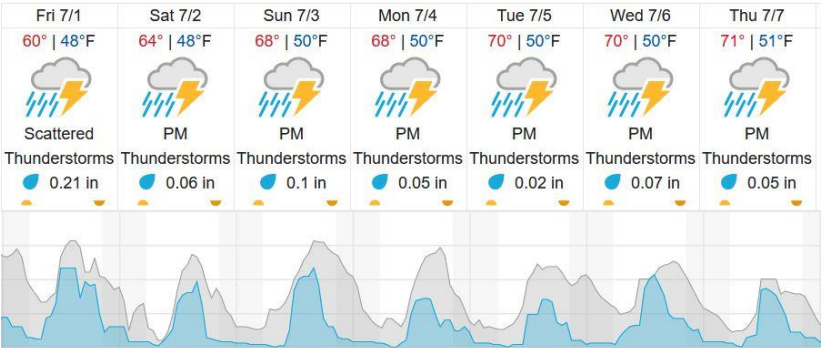 Fri 7/1 Sat 7/2 Sun 7/3 Mon 7/4 Tue 7/5 Wed 7/6 Thu 7/7
60° | 48°F 64° | 48°F 68° | 50°F 68° | 50°F 70° | 50°F 70° | 50°F 71° | 51°F
Scattered PM PM PM PM PM PM
Thunderstorms Thunderstorms Thunderstorms Thunderstorms Thunderstorms Thunderstorms Thunderstorms
0.21 in 0.06 in 0.1 in 0.05 in 0.02 in 0.07 in 0.05 in